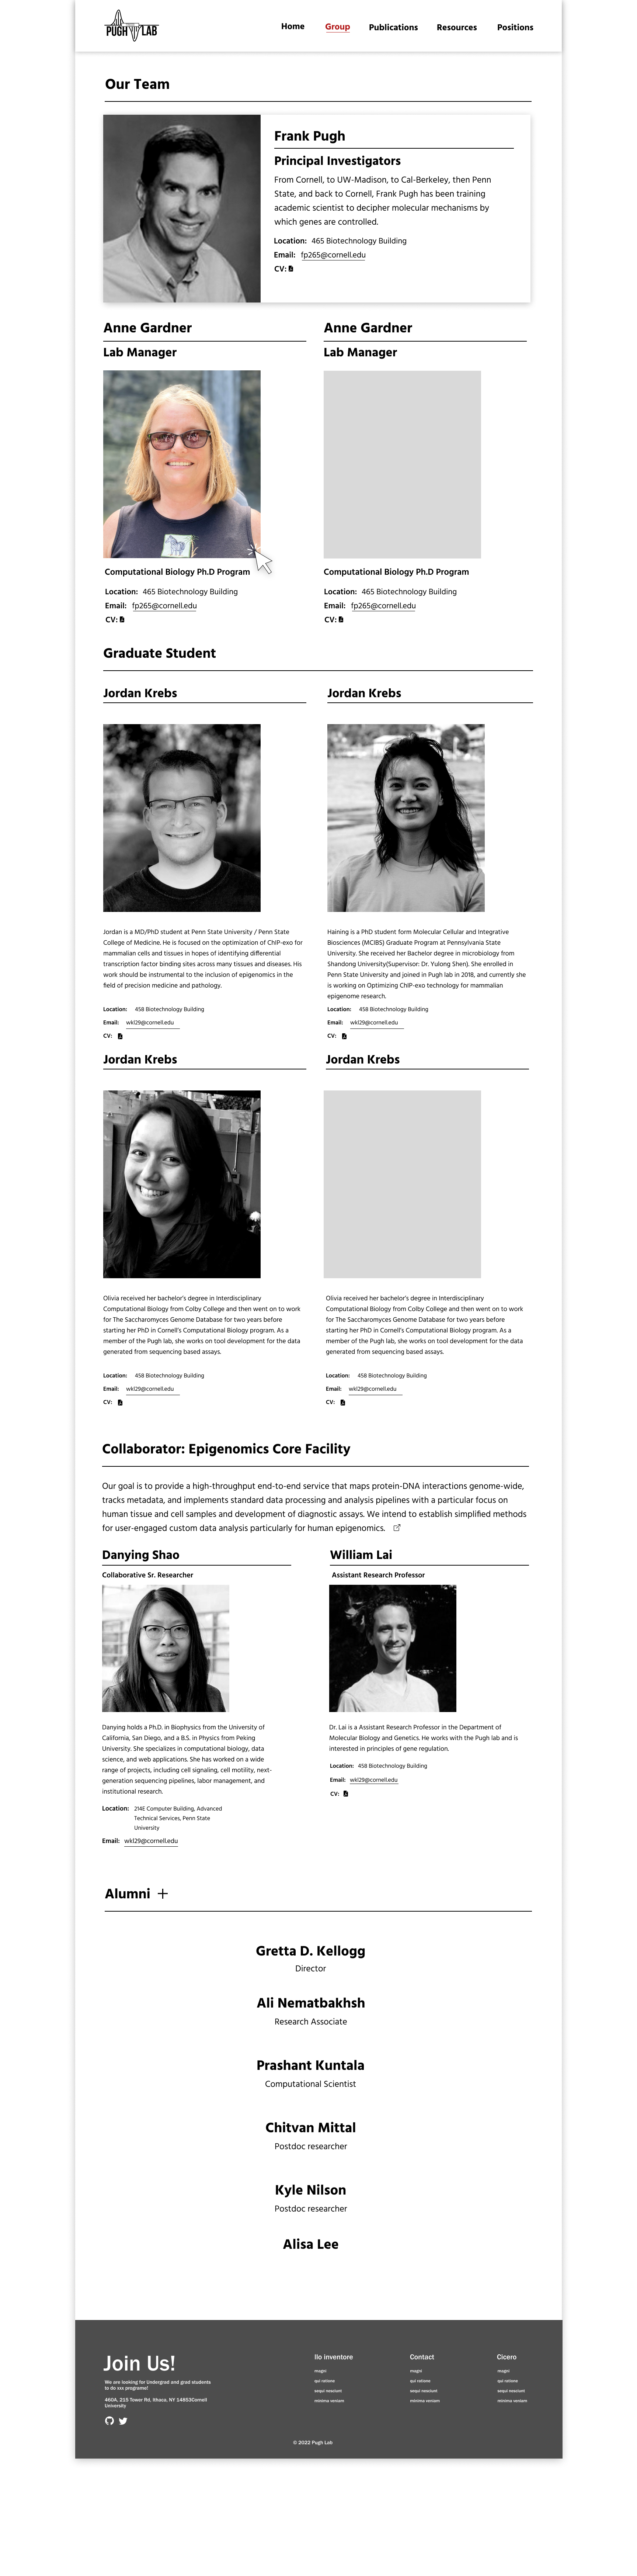 PUGH LAB
Home Group Publications Resources Positions
Our Team
Frank Pugh
Principal Investigators
From Cornell, to UW-Madison, to Cal-Berkeley, then Penn
State, and back to Cornell, Frank Pugh has been training
academic scientist to decipher molecular mechanisms by
which genes are controlled.
Location: 465 Biotechnology Building
Email: fp265@cornell.edu
CV:
Anne Gardner
Lab Manager
Computational Biology Ph.D Program
Location: 465 Biotechnology Building
Email: fp265@cornell.edu
CV:
Anne Gardner
Lab Manager
Computational Biology Ph.D Program
Location: 465 Biotechnology Building
Email: fp265@cornell.edu
CV:
Graduate Student
Jordan Krebs
Jordan is a MD/PhD student at Penn State University / Penn State
College of Medicine. He is focused on the optimization of ChIP-exo for
mammalian cells and tissues in hopes of identifying differential
transcription factor binding sites across many tissues and diseases. His
work should be instrumental to the inclusion of epigenomics in the
field of precision medicine and pathology.
Location: 458 Biotechnology Building
Email: wkl29@cornell.edu
CV:
Jordan Krebs
Haining is a PhD student form Molecular Cellular and Integrative
Biosciences (MCIBS) Graduate Program at Pennsylvania State
University. She received her Bachelor degree in microbiology from
Shandong University(Supervisor: Dr. Yulong Shen). She enrolled in
Penn State University and joined in Pugh lab in 2018, and currently she
is working on Optimizing ChIP-exo technology for mammalian
epigenome research.
Location: 458 Biotechnology Building
Email: wkl29@cornell.edu
CV:
Jordan Krebs
Olivia received her bachelor's degree in Interdisciplinary
Computational Biology from Colby College and then went on to work
for The Saccharomyces Genome Database for two years before
starting her PhD in Cornell's Computational Biology program. As a
member of the Pugh lab, she works on tool development for the data
generated from sequencing based assays.
Location: 458 Biotechnology Building
Email: wkl29@cornell.edu
CV:
Jordan Krebs
Olivia received her bachelor's degree in Interdisciplinary
Computational Biology from Colby College and then went on to work
for The Saccharomyces Genome Database for two years before
starting her PhD in Cornell's Computational Biology program. As a
member of the Pugh lab, she works on tool development for the data
generated from sequencing based assays.
Location: 458 Biotechnology Building
Email: wkl29@cornell.edu
CV:
Collaborator: Epigenomics Core Facility
Our goal is to provide a high-throughput end-to-end service that maps protein-DNA interactions genome-wide,
tracks metadata, and implements standard data processing and analysis pipelines with a particular focus on
human tissue and cell samples and development of diagnostic assays. We intend to establish simplified methods
for user-engaged custom data analysis particularly for human epigenomics.
Danying Shao
Collaborative Sr. Researcher
Danying holds a Ph.D. in Biophysics from the University of
California, San Diego, and a B.S. in Physics from Peking
University. She specializes in computational biology, data
science, and web applications. She has worked on a wide
range of projects, including cell signaling, cell motility, next-
generation sequencing pipelines, labor management, and
institutional research.
Location: 214E Computer Building, Advanced
Technical Services, Penn State
University
Email: wkl29@cornell.edu
William Lai
Assistant Research Professor
Dr. Lai is a Assistant Research Professor in the Department of
Molecular Biology and Genetics. He works with the Pugh lab and is
interested in principles of gene regulation.
Location: 458 Biotechnology Building
Email: wkl29@cornell.edu
CV:
Alumni +
Gretta D. Kellogg
Director
Ali Nematbakhsh
Research Associate
Prashant Kuntala
Computational Scientist
Chitvan Mittal
Postdoc researcher
Kyle Nilson
Postdoc researcher
Alisa Lee
Join Us!
We are looking for Undergrad and grad students
to do xxx programs!
460A, 215 Tower Rd, Ithaca, NY 14853Cornell
University
Ilo inventore
magni
qui ratione
sequi nesciunt
minima veniam
Contact
magni
qui ratione
sequi nesciunt
minima veniam
Cicero
magni
qui ratione
sequi nesciunt
minima veniam
© 2022 Pugh Lab